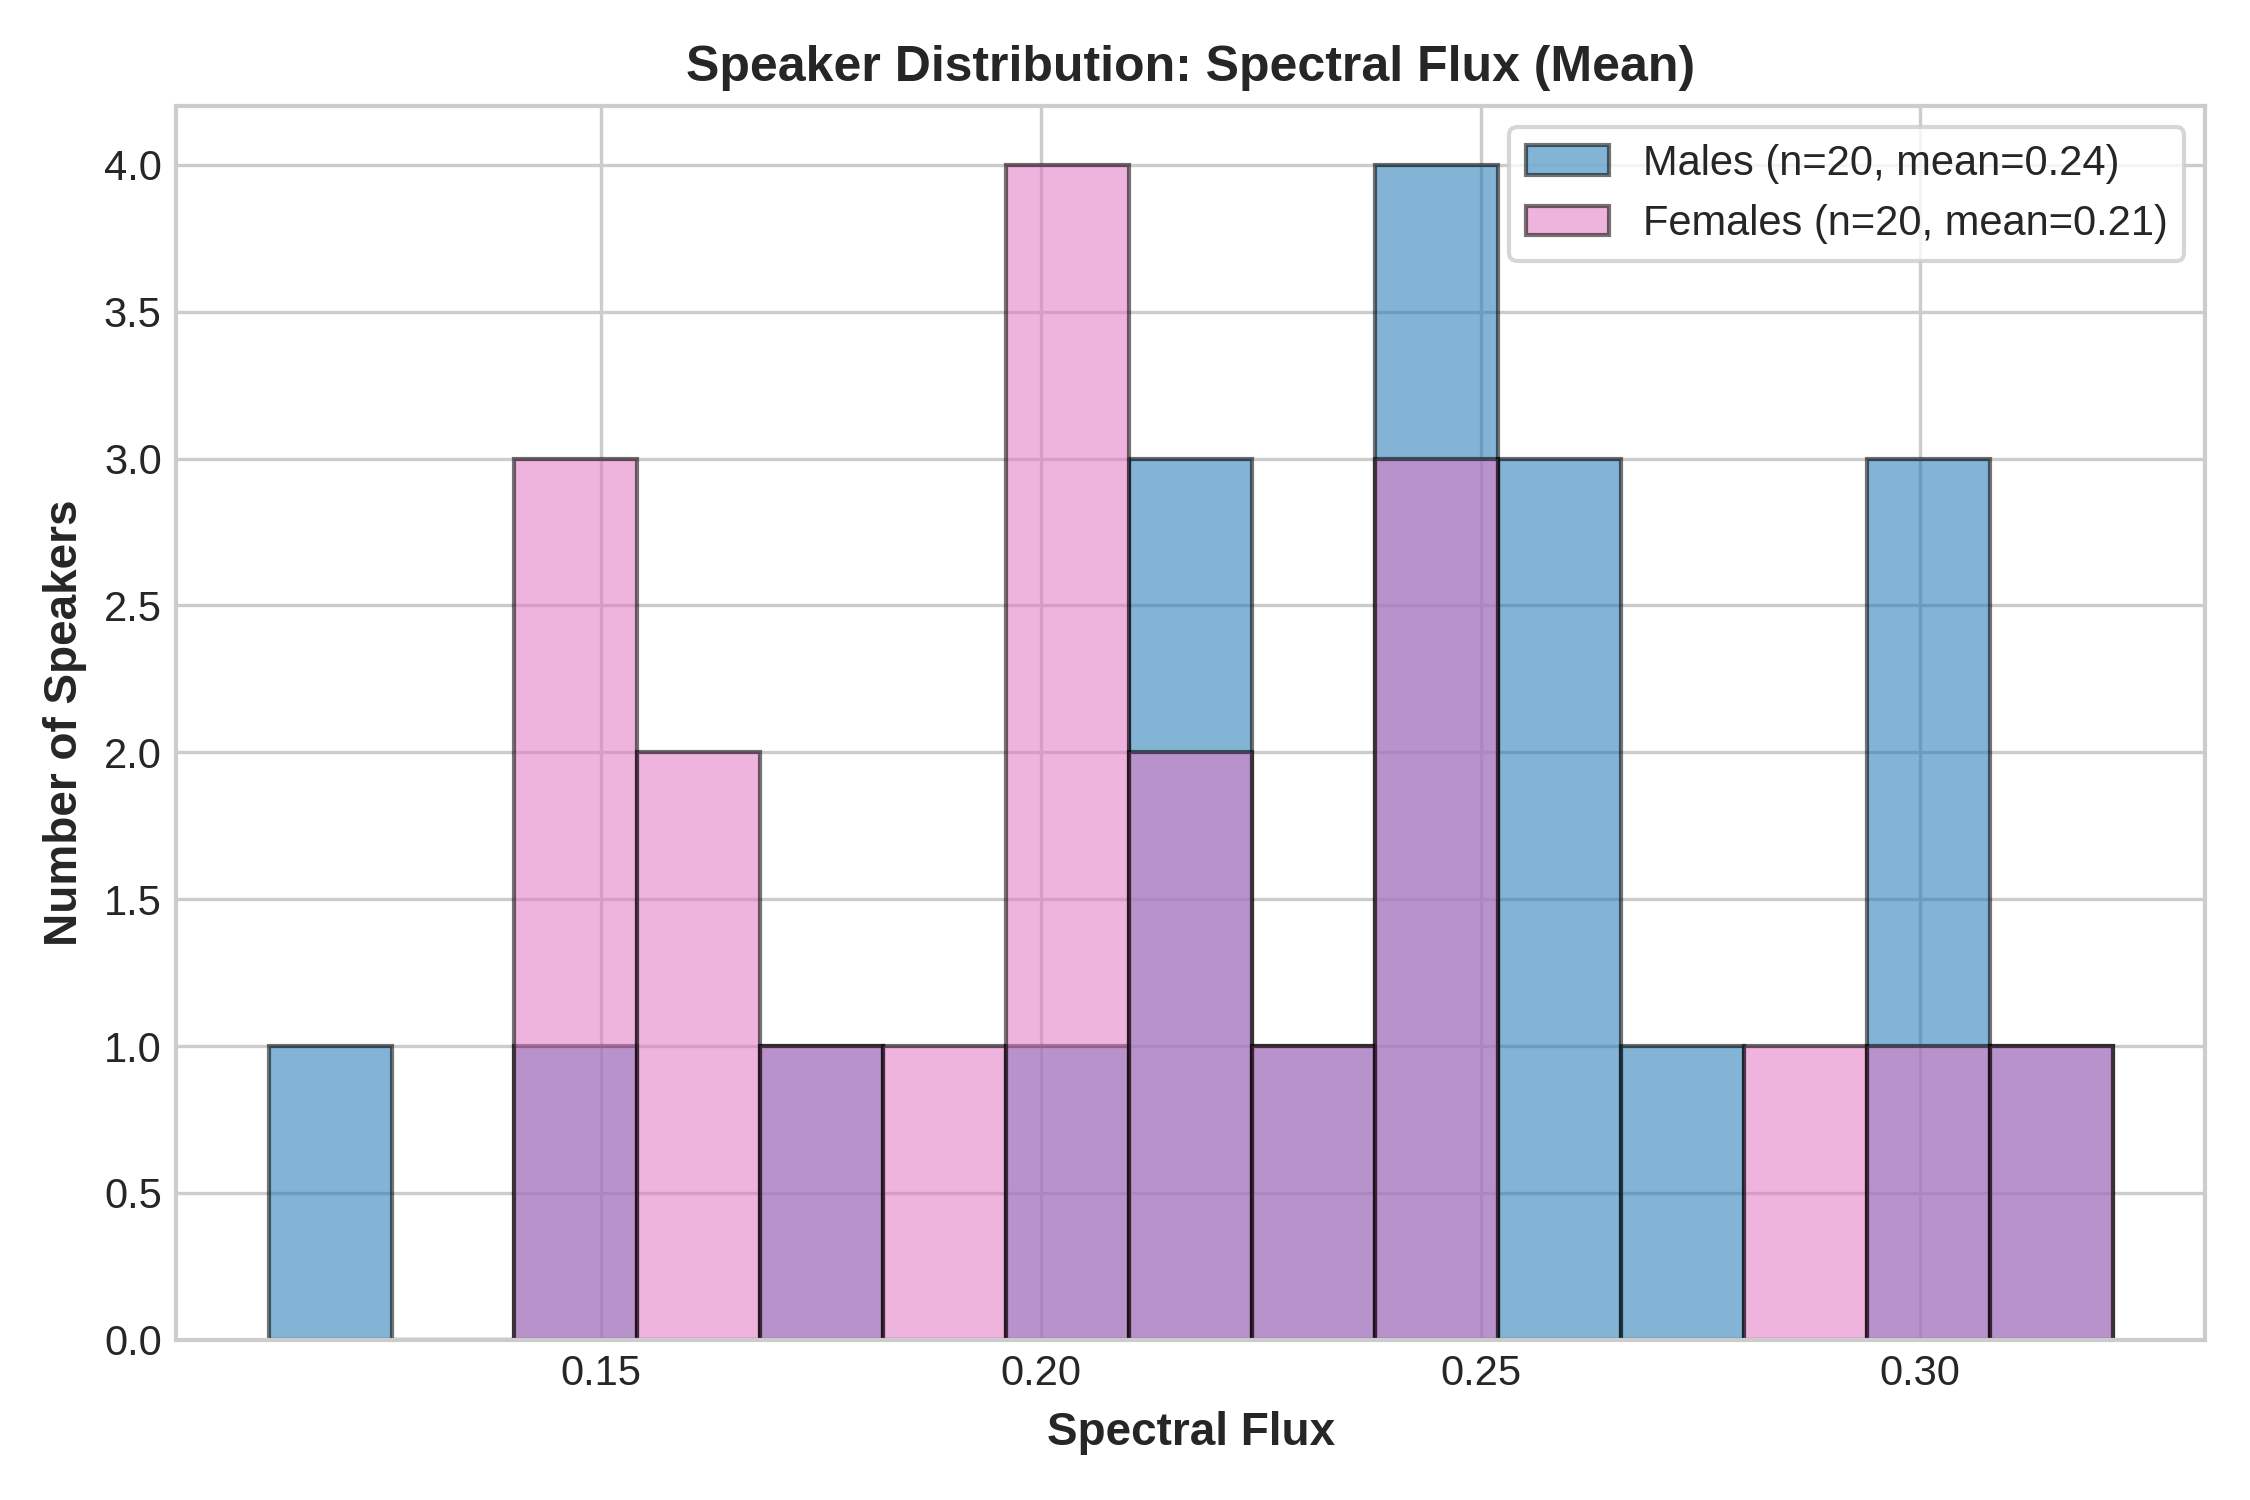 Speaker Distribution: Spectral Flux (Mean)
Males (n=20, mean=0.24)
Females (n=20, mean=0.21)
Number of Speakers
4.0
3.5
3.0
2.5
2.0
1.5
1.0
0.5
0.0
0.15 0.20 0.25 0.30
Spectral Flux